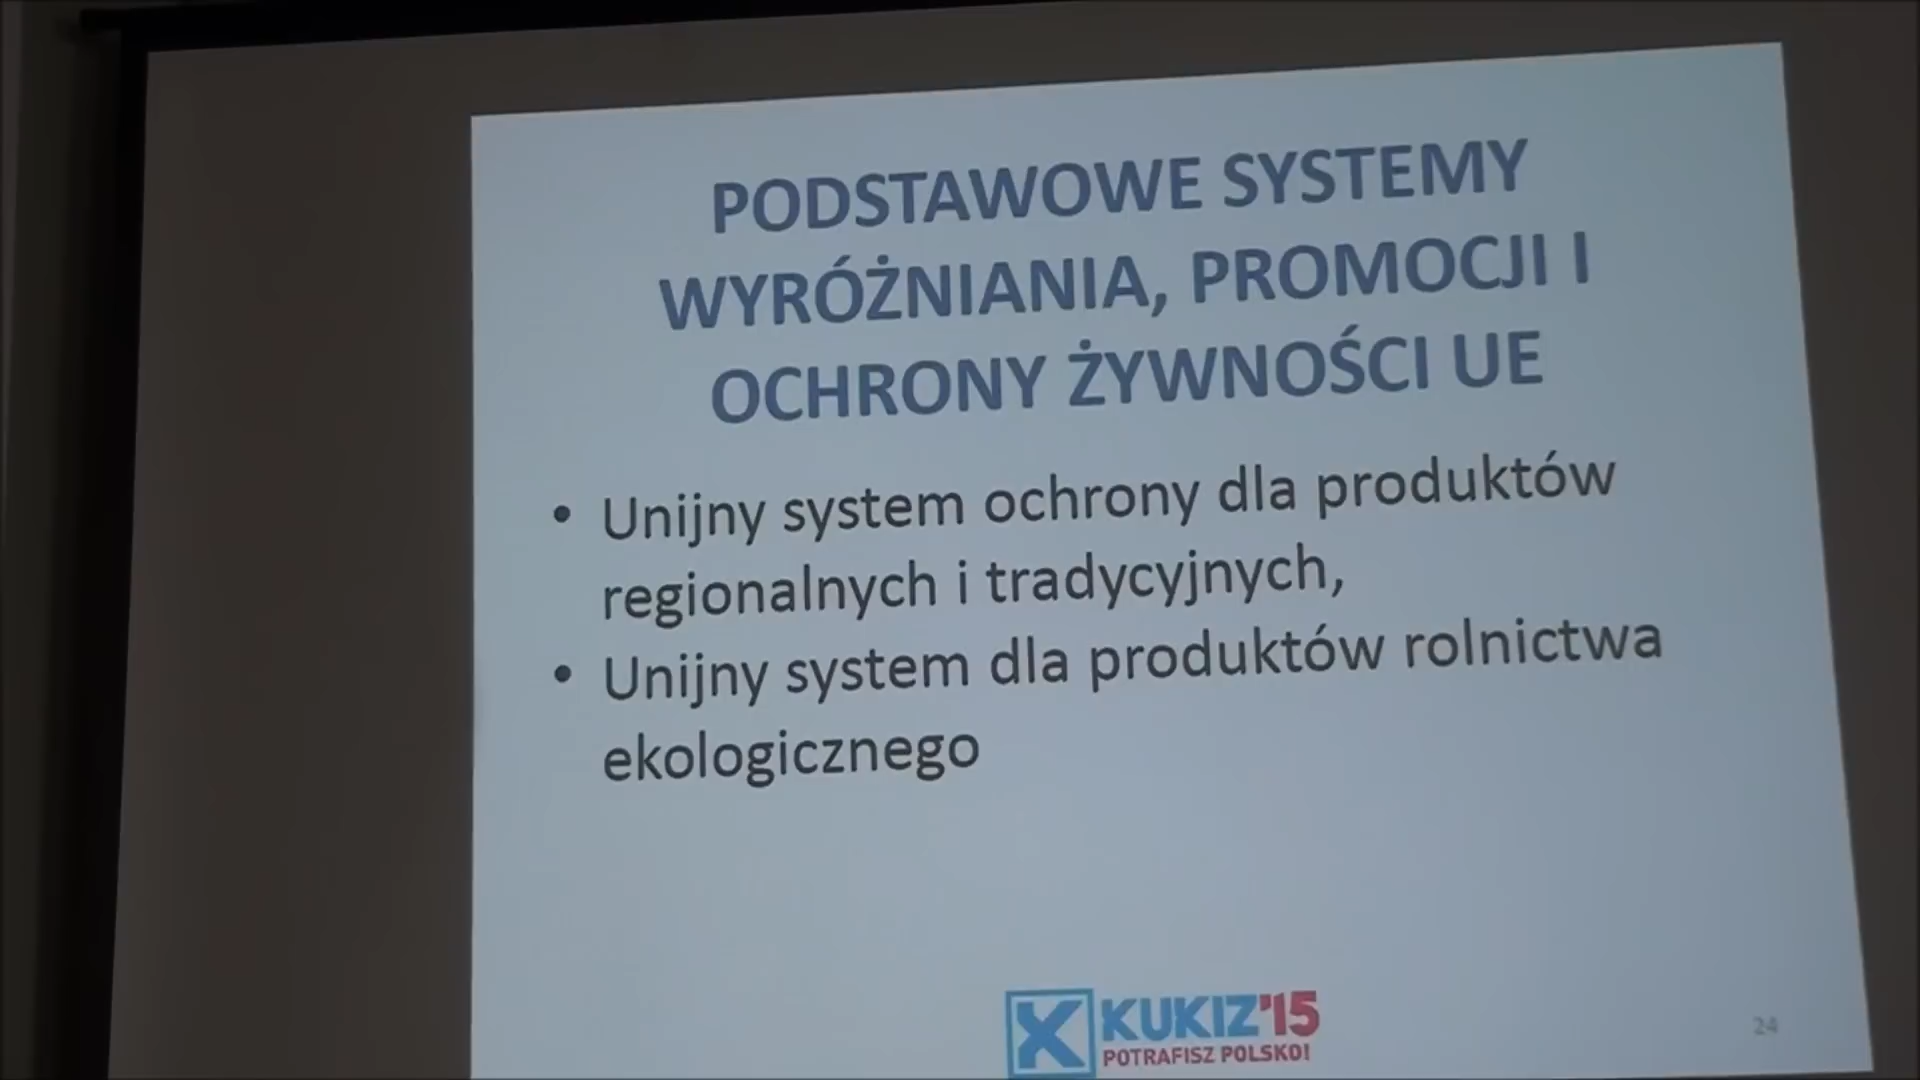 PODSTAWOWE SYSTEMY
WYRÓŻNIANIA, PROMOCJI I
OCHRONY ŻYWNOŚCI UE
• Unijny system ochrony dla produktów
regionalnych i tradycyjnych,
• Unijny system dla produktów rolnictwa
ekologicznego
X KUKIZ'15
POTRAFISZ POLSKO!
24